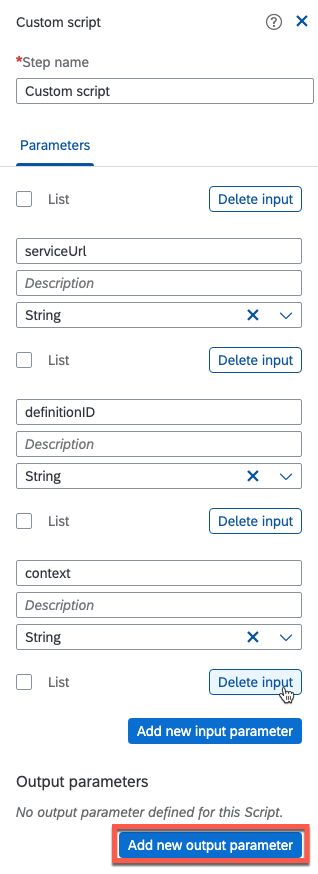 Custom script
*Step name
Custom script
Parameters
List Delete input
serviceUrl
Description
String
List Delete input
definitionID
Description
String
List Delete input
context
Description
String
List Delete input
Add new input parameter
Output parameters
No output parameter defined for this Script.
Add new output parameter